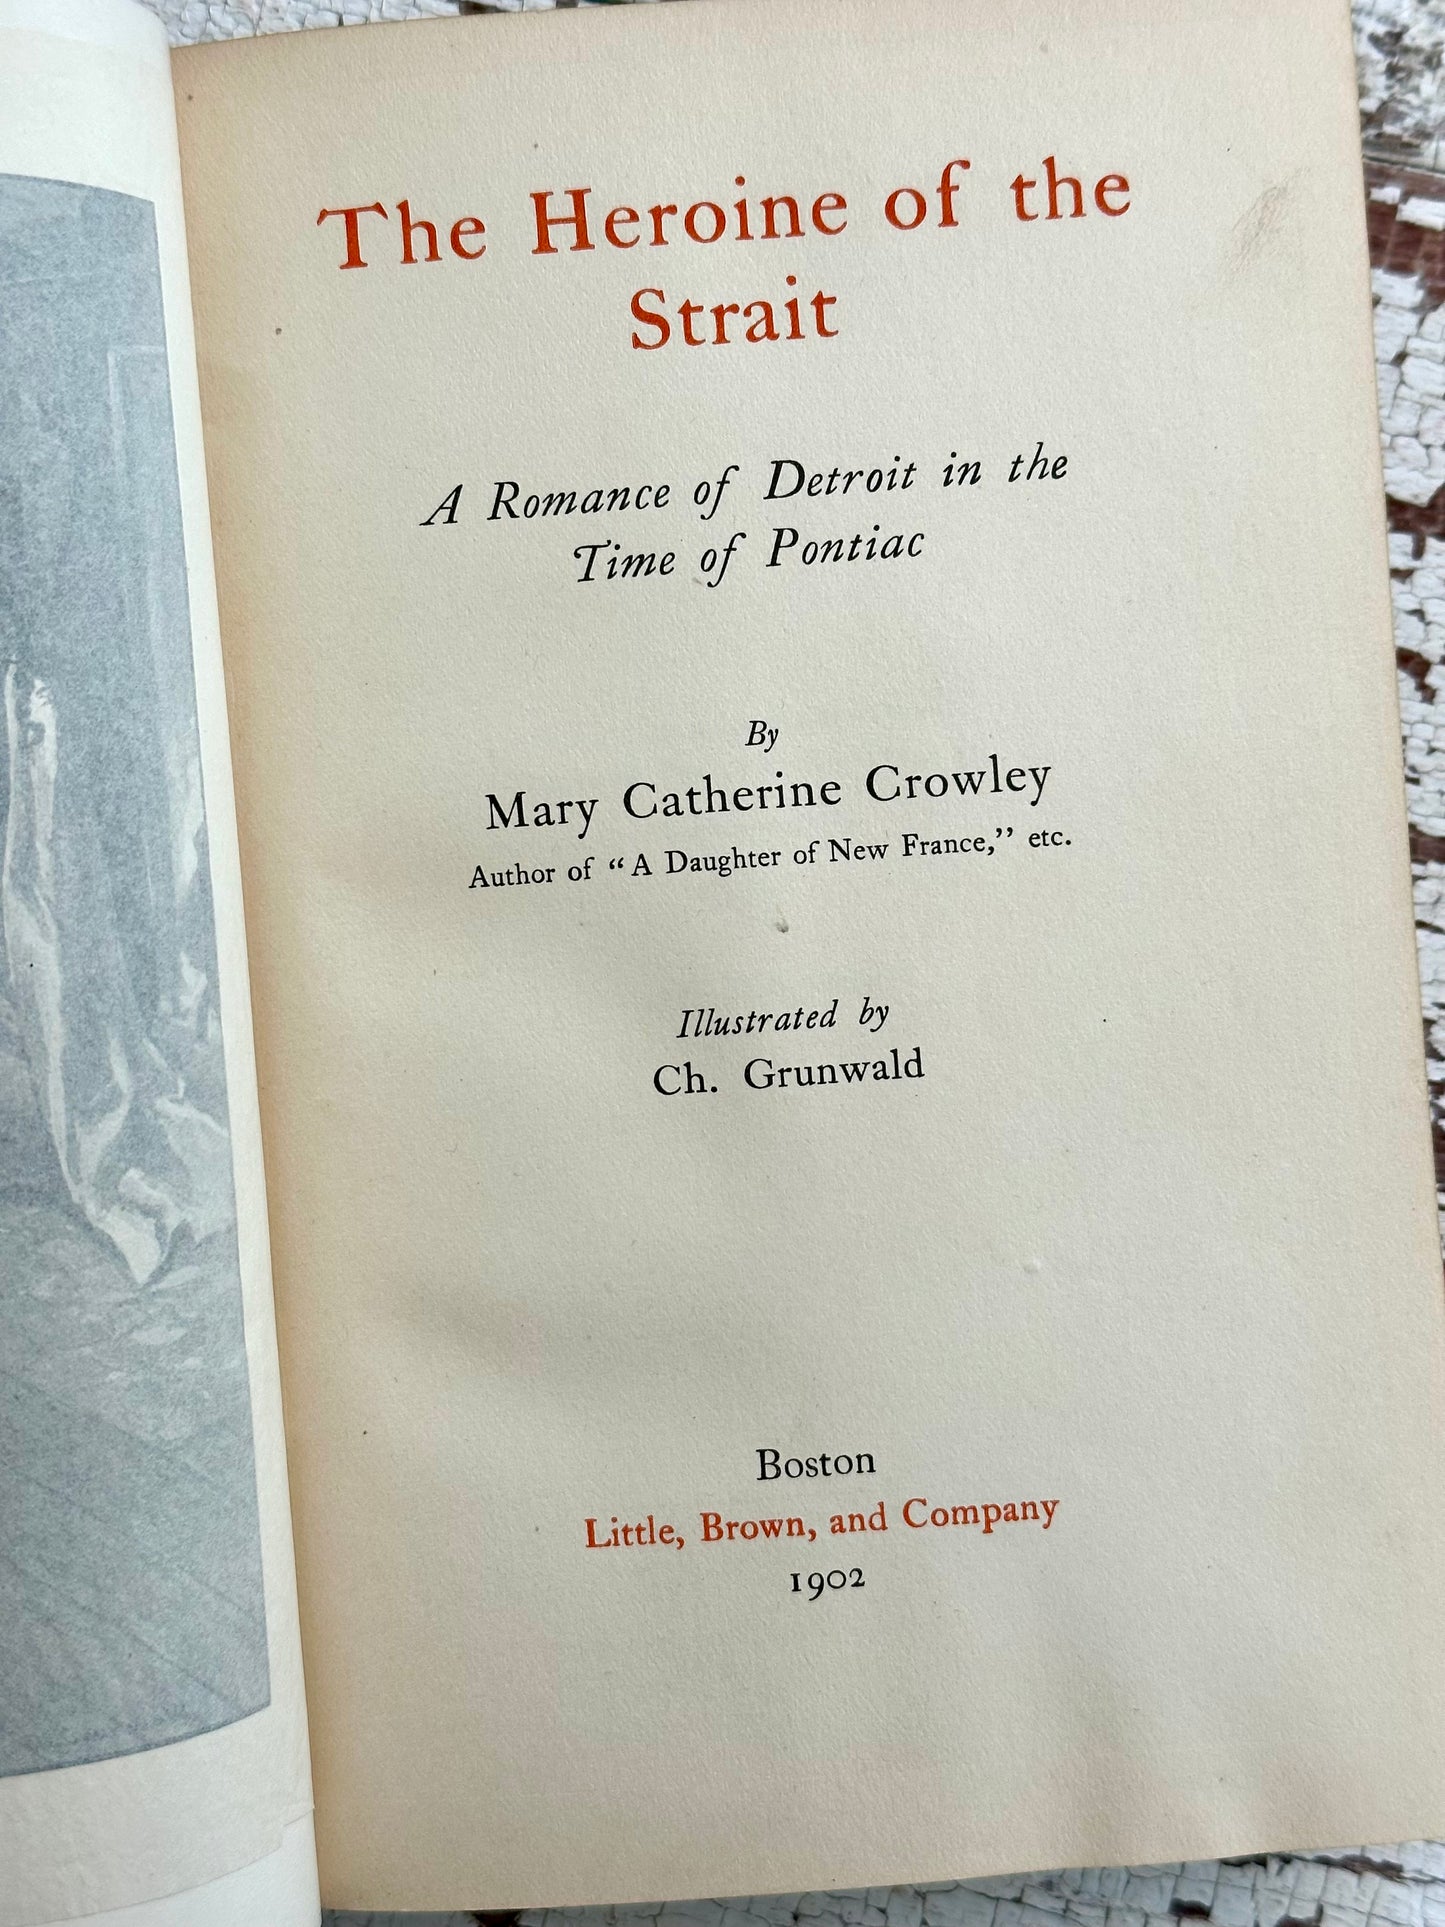 The Heroine of the
Strait
A Romance of Detroit in the
Time of Pontiac
By
Mary Catherine Crowley
Author of “A Daughter of New France,” etc.
Illustrated by
Ch. Grunwald
Boston
Little, Brown, and Company
1902